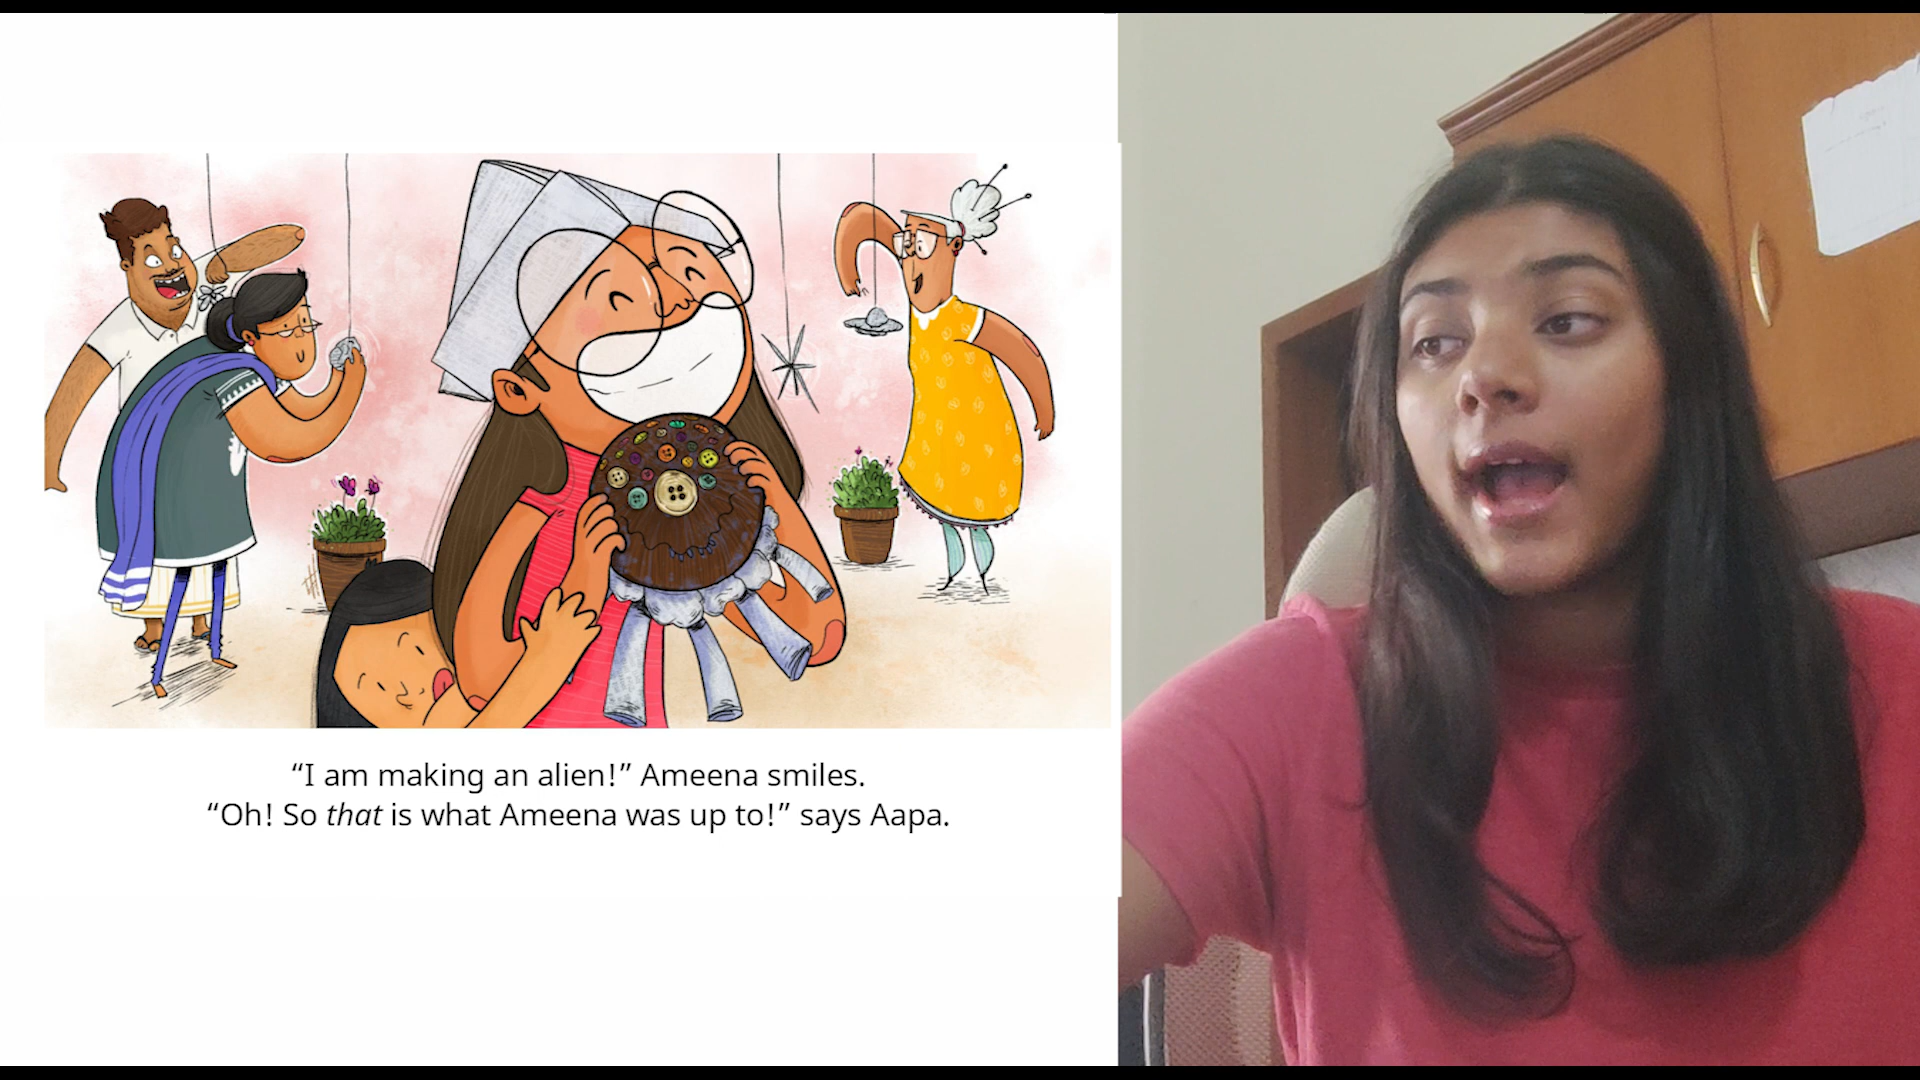 “I am making an alien!” Ameena smiles.
“Oh! So that is what Ameena was up to!” says Aapa.